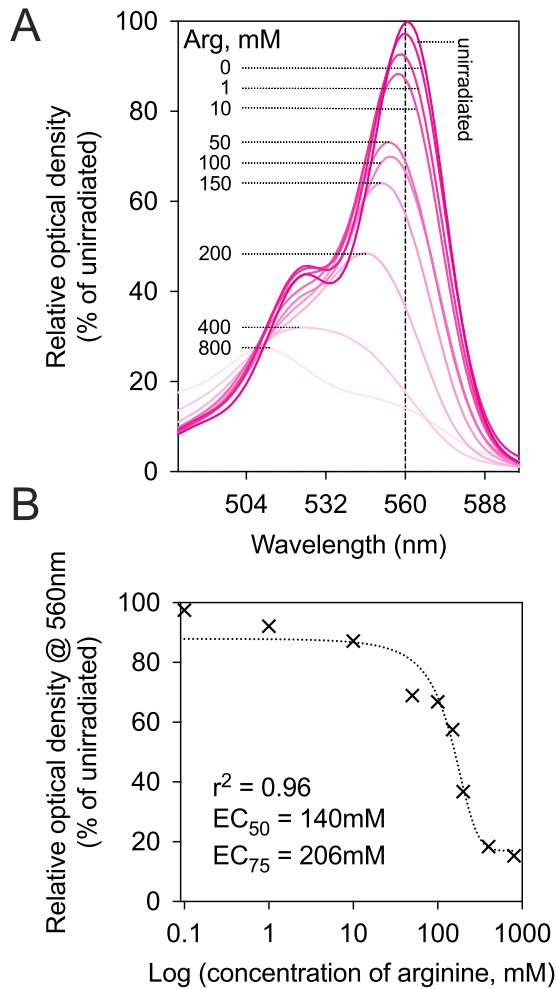 A
Arg, mM
unirradiated
0
1
10
50
100
150
200
400
800
Relative optical density
(% of unirradiated)
100
80
60
40
20
0
504 532 560 588
Wavelength (nm)
B
Relative optical density @ 560nm
(% of unirradiated)
100
80
60
40
20
0
r² = 0.96
EC₅₀ = 140mM
EC₇₅ = 206mM
0.1 1 10 100 1000
Log (concentration of arginine, mM)